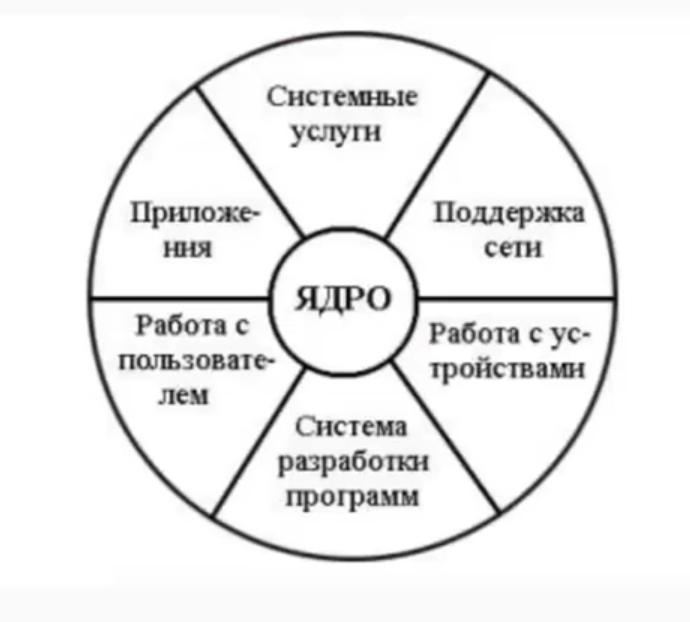 Системные
услуги
Поддержка
сети
Работа с ус-
тройствами
Система
разработки
программ
Работа с
пользовате-
лем
Приложе-
ния
ЯДРО